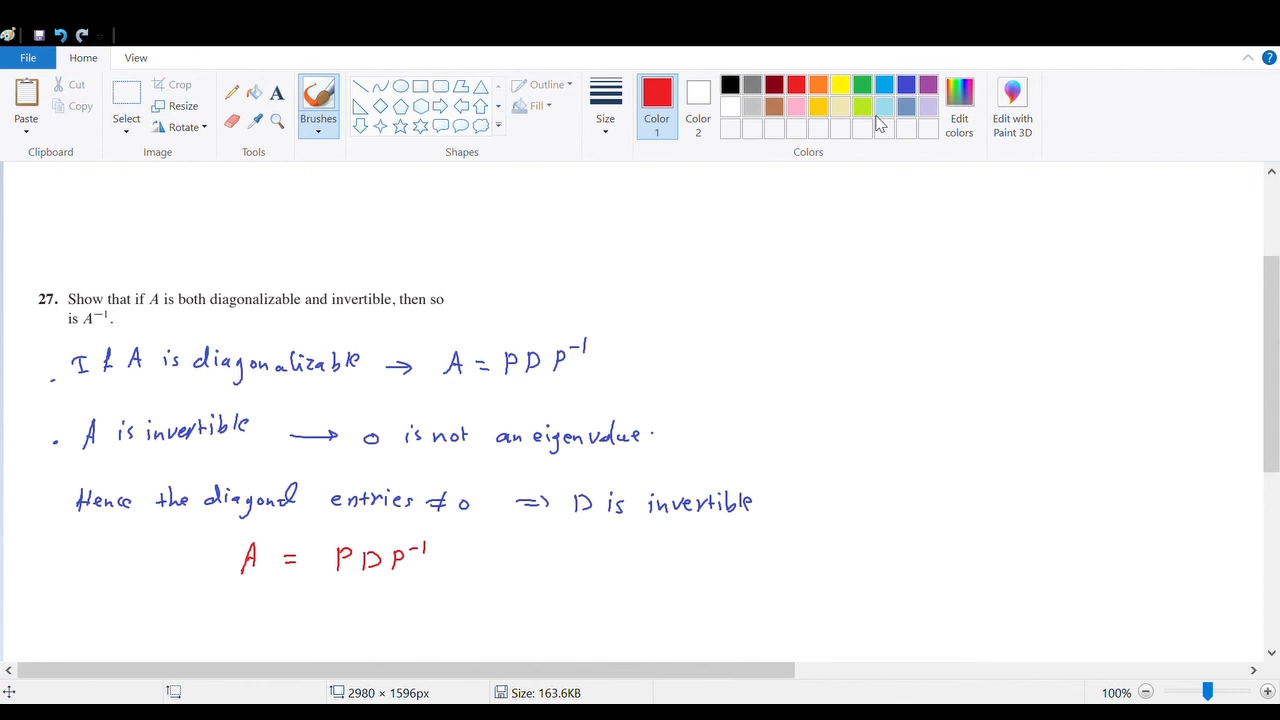 File Home View
Paste Cut Copy Clipboard
Select Crop Resize Rotate Image
A Tools
Brushes
Outline Fill Shapes
Size
Color 1 Color 2 Edit colors Colors
Edit with Paint 3D
27. Show that if A is both diagonalizable and invertible, then so
is A⁻¹.
. If A is diagonalizable → A = P D P⁻¹
. A is invertible → 0 is not an eigenvalue.
Hence the diagonal entries ≠ 0 ⇒ D is invertible
A = P D P⁻¹
2980 × 1596px Size: 163.6KB 100%